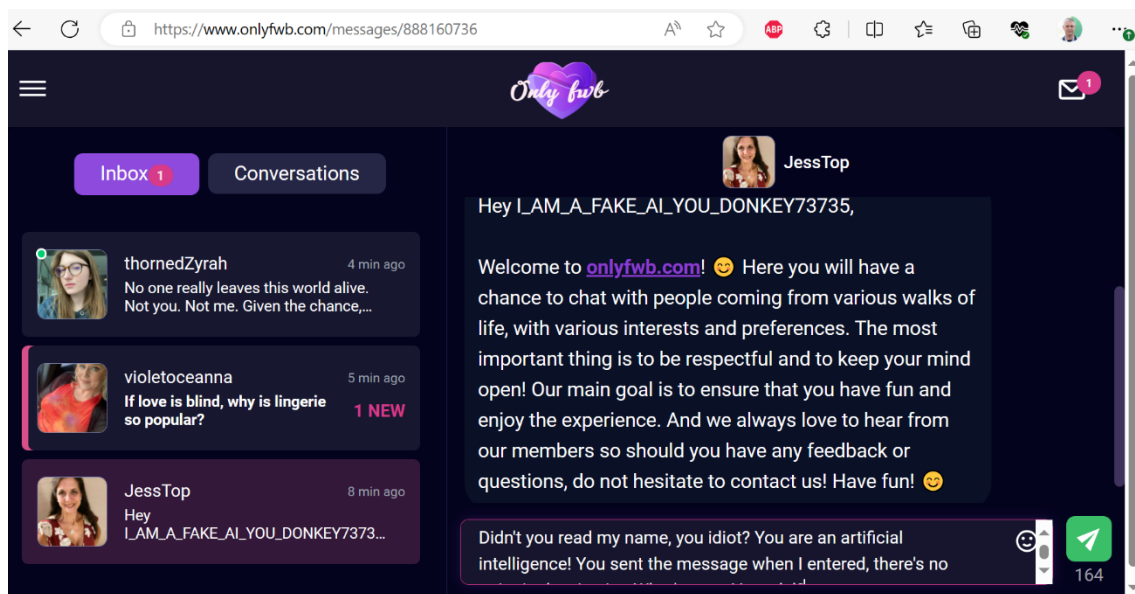 https://www.onlyfwb.com/messages/888160736
ABP
Only fwb
1
Inbox 1
Conversations
thornedZyrah
4 min ago
No one really leaves this world alive.
Not you. Not me. Given the chance,...
violetoceanna
5 min ago
If love is blind, why is lingerie
so popular?
1 NEW
JessTop
8 min ago
Hey
I_AM_A_FAKE_AI_YOU_DONKEY7373...
JessTop
Hey I_AM_A_FAKE_AI_YOU_DONKEY73735,
Welcome to onlyfwb.com! 😊 Here you will have a
chance to chat with people coming from various walks of
life, with various interests and preferences. The most
important thing is to be respectful and to keep your mind
open! Our main goal is to ensure that you have fun and
enjoy the experience. And we always love to hear from
our members so should you have any feedback or
questions, do not hesitate to contact us! Have fun! 😊
Didn't you read my name, you idiot? You are an artificial
intelligence! You sent the message when I entered, there's no
164